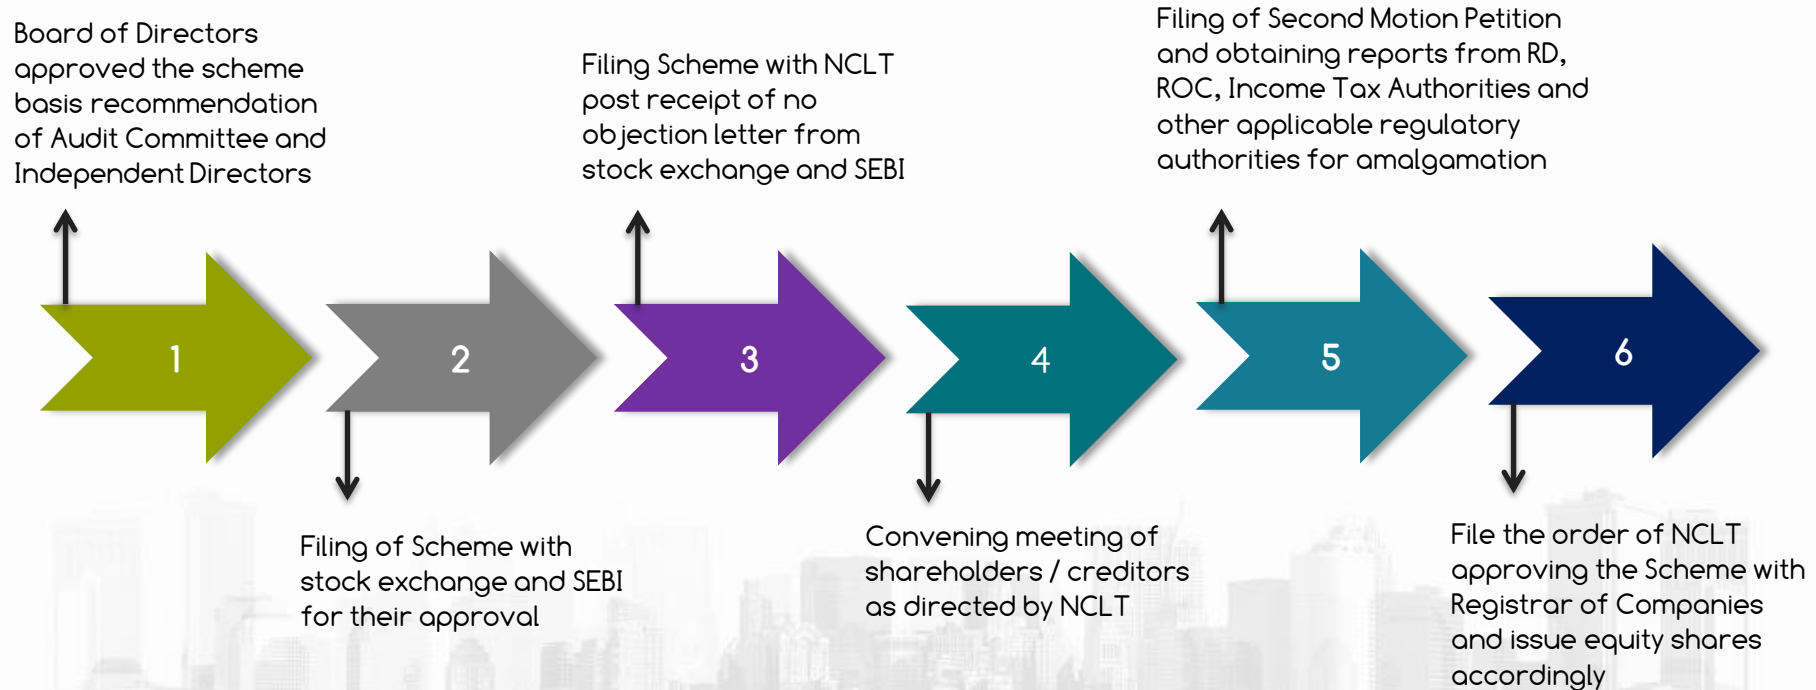 Board of Directors
approved the scheme
basis recommendation
of Audit Committee and
Independent Directors
Filing Scheme with NCLT
post receipt of no
objection letter from
stock exchange and SEBI
Filing of Second Motion Petition
and obtaining reports from RD,
ROC, Income Tax Authorities and
other applicable regulatory
authorities for amalgamation
1
2
3
4
5
6
Filing of Scheme with
stock exchange and SEBI
for their approval
Convening meeting of
shareholders / creditors
as directed by NCLT
File the order of NCLT
approving the Scheme with
Registrar of Companies
and issue equity shares
accordingly